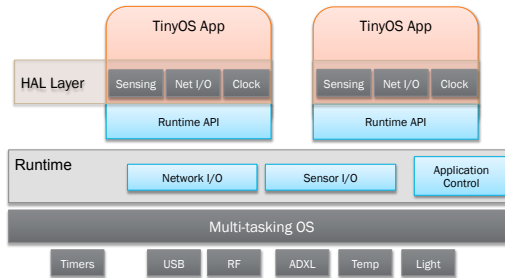 TinyOS App TinyOS App
HAL Layer Sensing Net I/O Clock Sensing Net I/O Clock
Runtime API Runtime API
Runtime Network I/O Sensor I/O Application
Control
Multi-tasking OS
Timers USB RF ADXL Temp Light